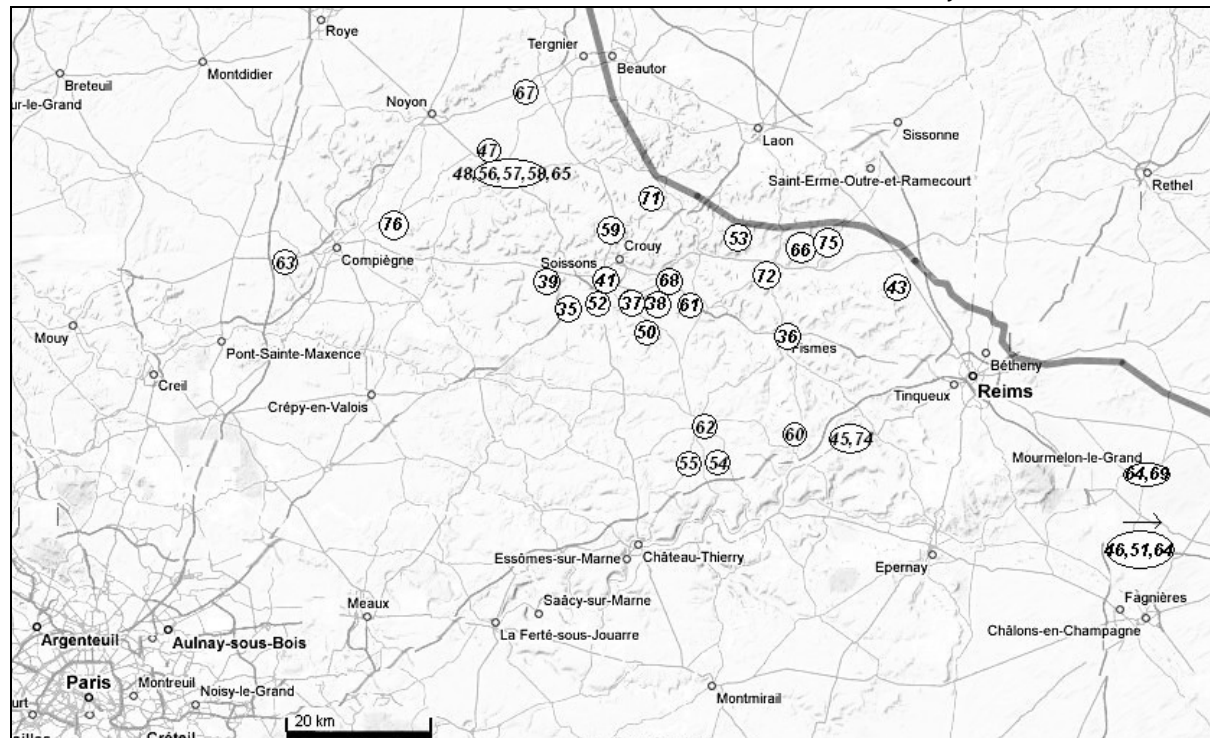 Roye
Tergnier
Beautor
Montdidier
Breteuil
ur-le-Grand
67
Noyon
Sissonne
Laon
47
48,56,57,58,65
Saint-Erme-Outre-et-Ramecourt
Rethel
71
76
59
53
66
75
Crouy
Compiègne
63
Soissons
39
41
68
72
43
35
52
37
38
61
Mouy
50
36
Fismes
Pont-Sainte-Maxence
Bétheny
Creil
Reims
Tinqueux
Crépy-en-Valois
62
60
45,74
55
54
Mourmelon-le-Grand
64,69
46,51,64
Essômes-sur-Marne
Château-Thierry
Epernay
Meaux
Saâcy-sur-Marne
Fagnières
La Ferté-sous-Jouarre
Châlons-en-Champagne
Argenteuil
Aulnay-sous-Bois
Paris
Montreuil
Noisy-le-Grand
Montmirail
ourt
20 km
Créteil